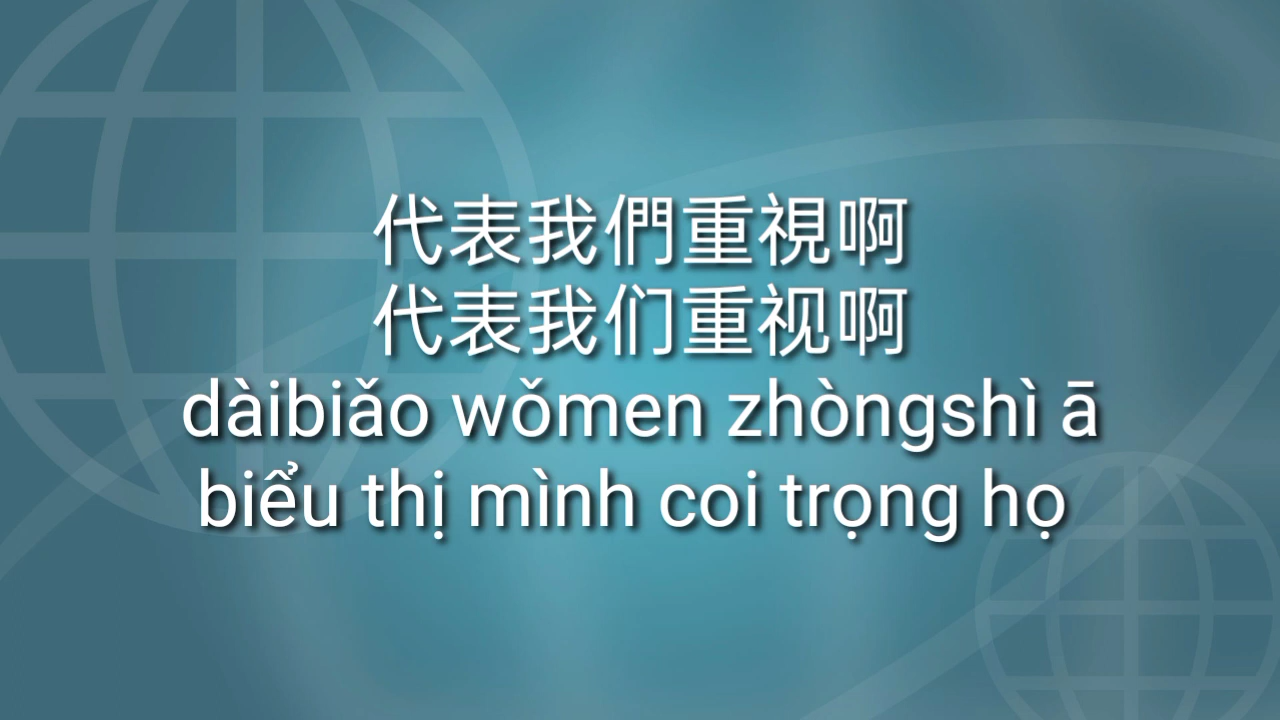 代表我們重視啊
代表我们重视啊
dàibiǎo wǒmen zhòngshì ā
biểu thị mình coi trọng họ